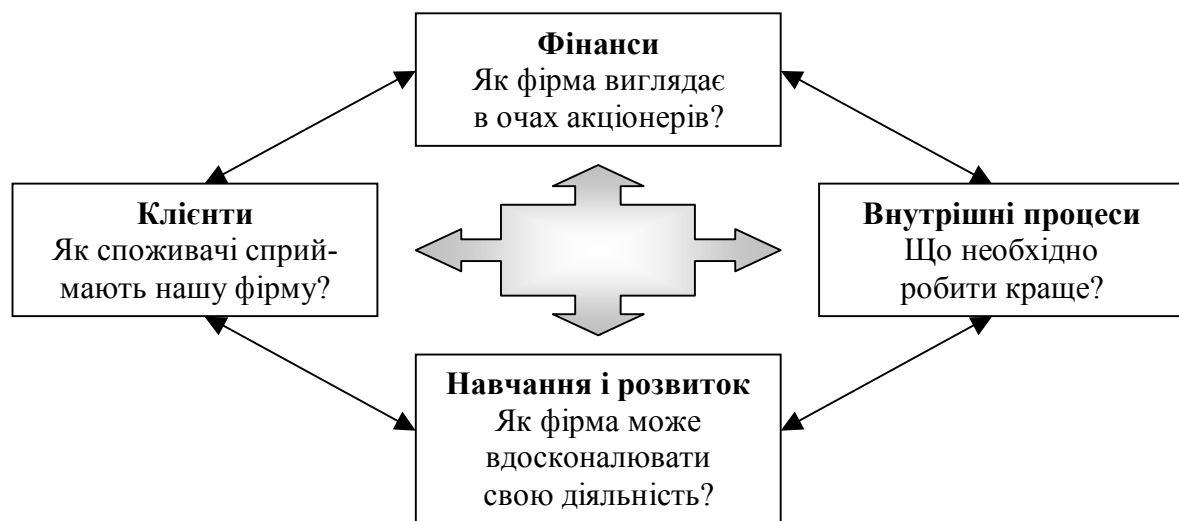 Фінанси
Як фірма виглядає
в очах акціонерів?
Клієнти
Як споживачі сприй-
мають нашу фірму?
Внутрішні процеси
Що необхідно
робити краще?
Навчання і розвиток
Як фірма може
вдосконалювати
свою діяльність?